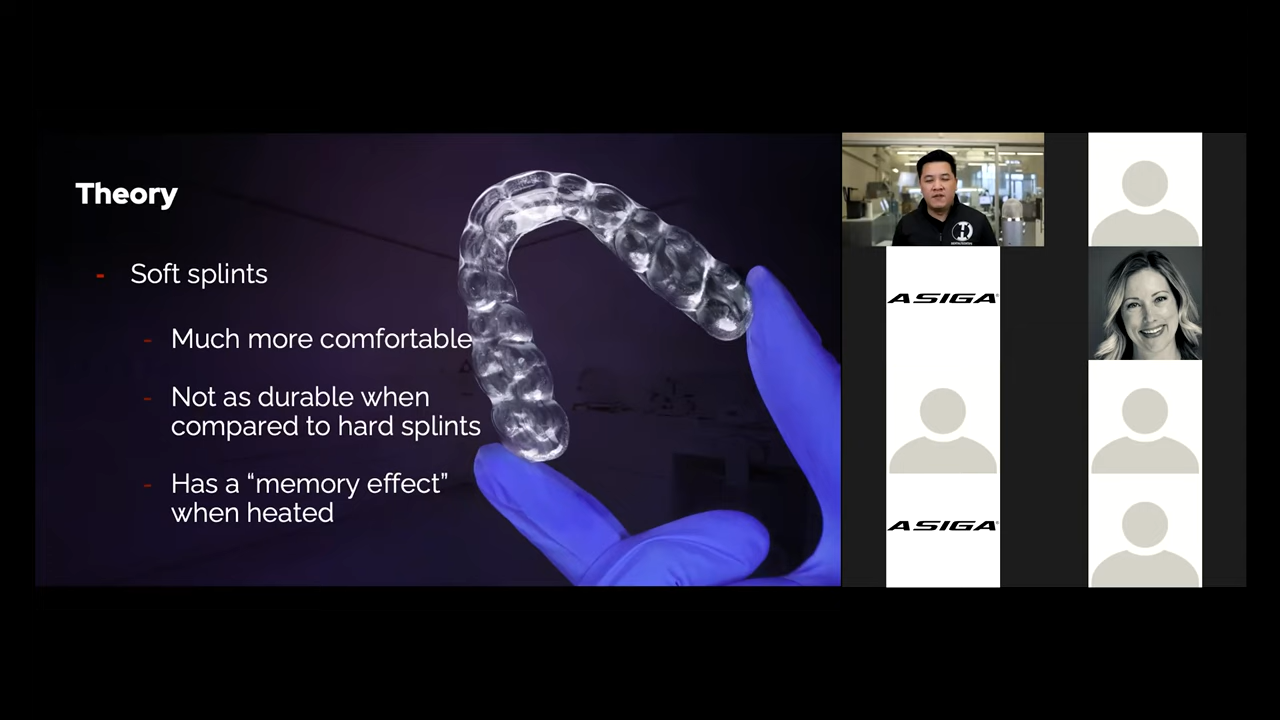 Theory
- Soft splints
- Much more comfortable
- Not as durable when
compared to hard splints
- Has a “memory effect”
when heated
ASIGA®
ASIGA®